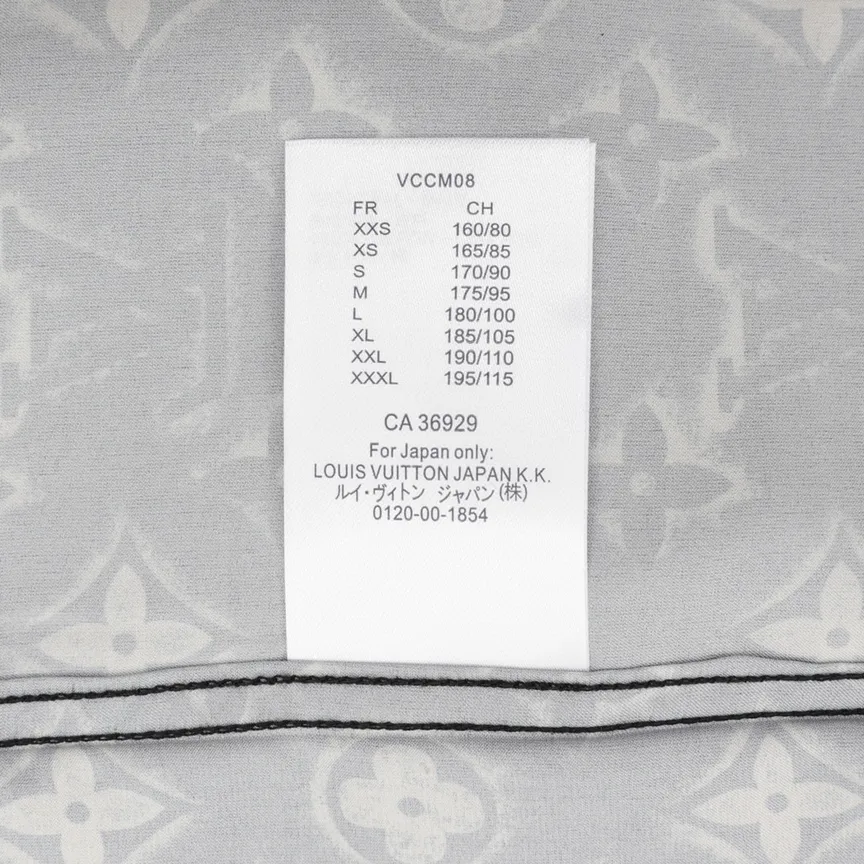 VCCM08
FR CH
XXS 160/80
XS 165/85
S 170/90
M 175/95
L 180/100
XL 185/105
XXL 190/110
XXXL 195/115
CA 36929
For Japan only:
LOUIS VUITTON JAPAN K.K.
ルイ・ヴィトン ジャパン(株)
0120-00-1854